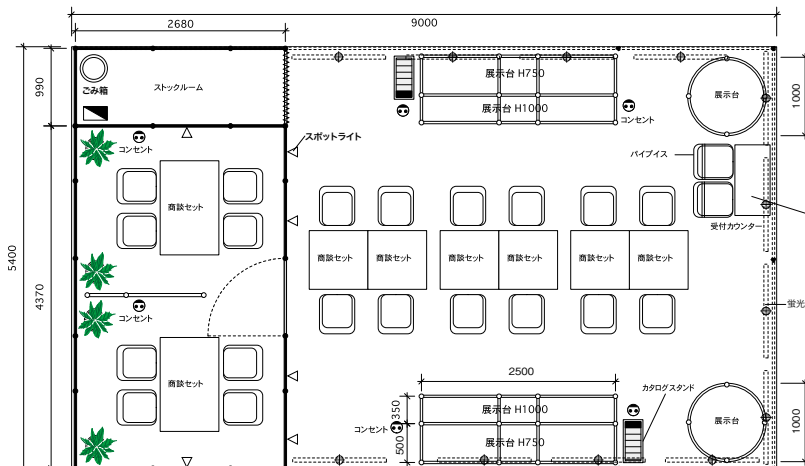 9000
2680
990
ごみ箱
ストックルーム
展示台 H750
展示台 H1000
コンセント
展示台
1000
コンセント
スポットライト
パイプイス
商談セット
受付カウンター
5400
4370
商談セット
商談セット
商談セット
商談セット
商談セット
商談セット
コンセント
蛍光
商談セット
2500
カタログスタンド
350
展示台 H1000
コンセント
500
展示台 H750
展示台
1000